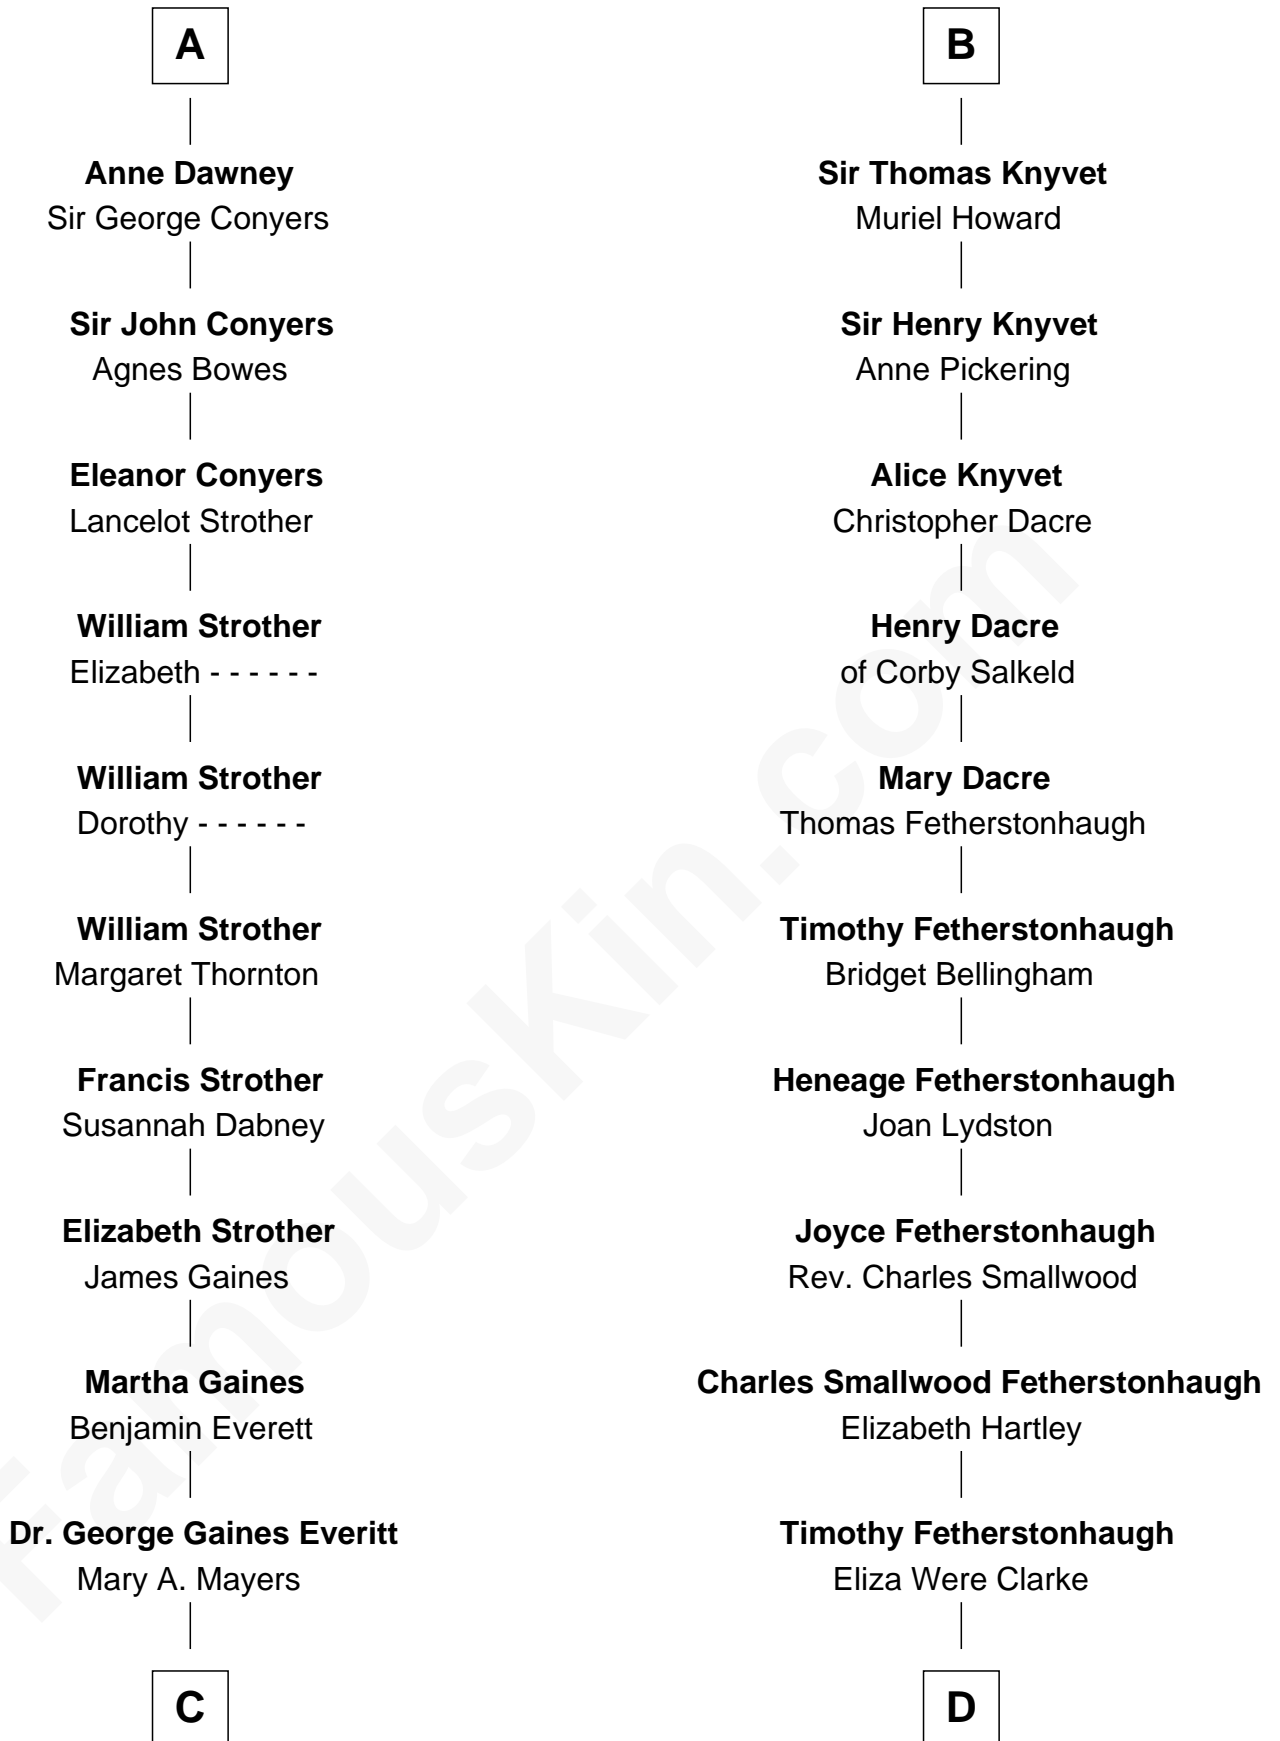 A
Anne Dawney
Sir George Conyers
Sir John Conyers
Agnes Bowes
Eleanor Conyers
Lancelot Strother
William Strother
Elizabeth - - - - - -
William Strother
Dorothy - - - - - -
William Strother
Margaret Thornton
Francis Strother
Susannah Dabney
Elizabeth Strother
James Gaines
Martha Gaines
Benjamin Everett
Dr. George Gaines Everitt
Mary A. Mayers
C
B
Sir Thomas Knyvet
Muriel Howard
Sir Henry Knyvet
Anne Pickering
Alice Knyvet
Christopher Dacre
Henry Dacre
of Corby Salkeld
Mary Dacre
Thomas Fetherstonhaugh
Timothy Fetherstonhaugh
Bridget Bellingham
Heneage Fetherstonhaugh
Joan Lydston
Joyce Fetherstonhaugh
Rev. Charles Smallwood
Charles Smallwood Fetherstonhaugh
Elizabeth Hartley
Timothy Fetherstonhaugh
Eliza Were Clarke
D
FamousKin.com